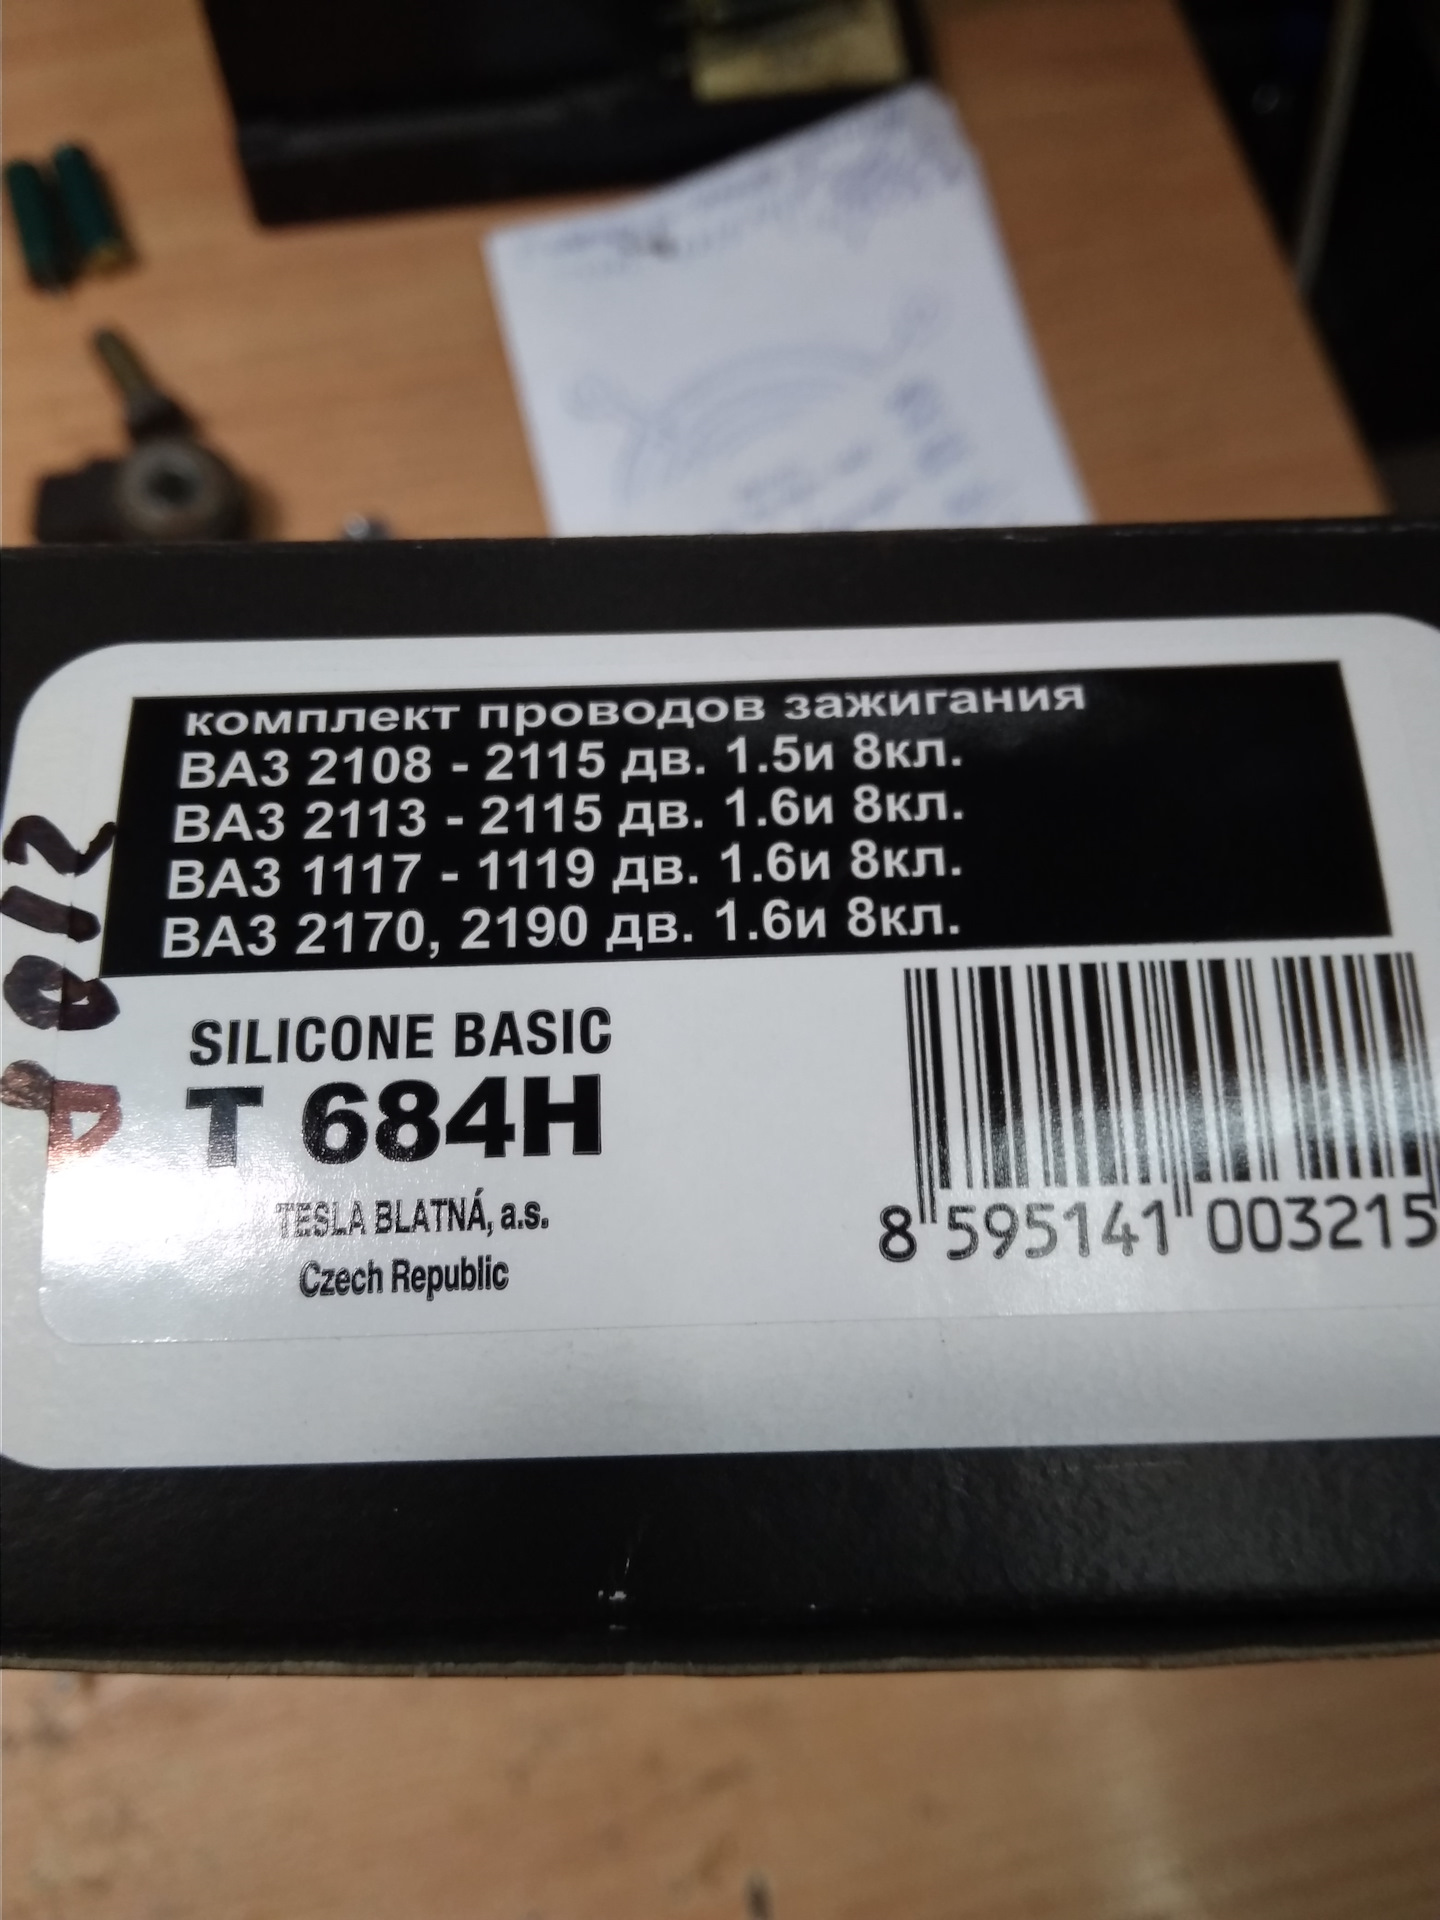 комплект проводов зажигания
ВАЗ 2108 - 2115 дв. 1.5и 8кл.
ВАЗ 2113 - 2115 дв. 1.6и 8кл.
ВАЗ 1117 - 1119 дв. 1.6и 8кл.
ВАЗ 2170, 2190 дв. 1.6и 8кл.
SILICONE BASIC
T 684H
TESLA BLATNÁ, a.s.
Czech Republic
8 595141 003215